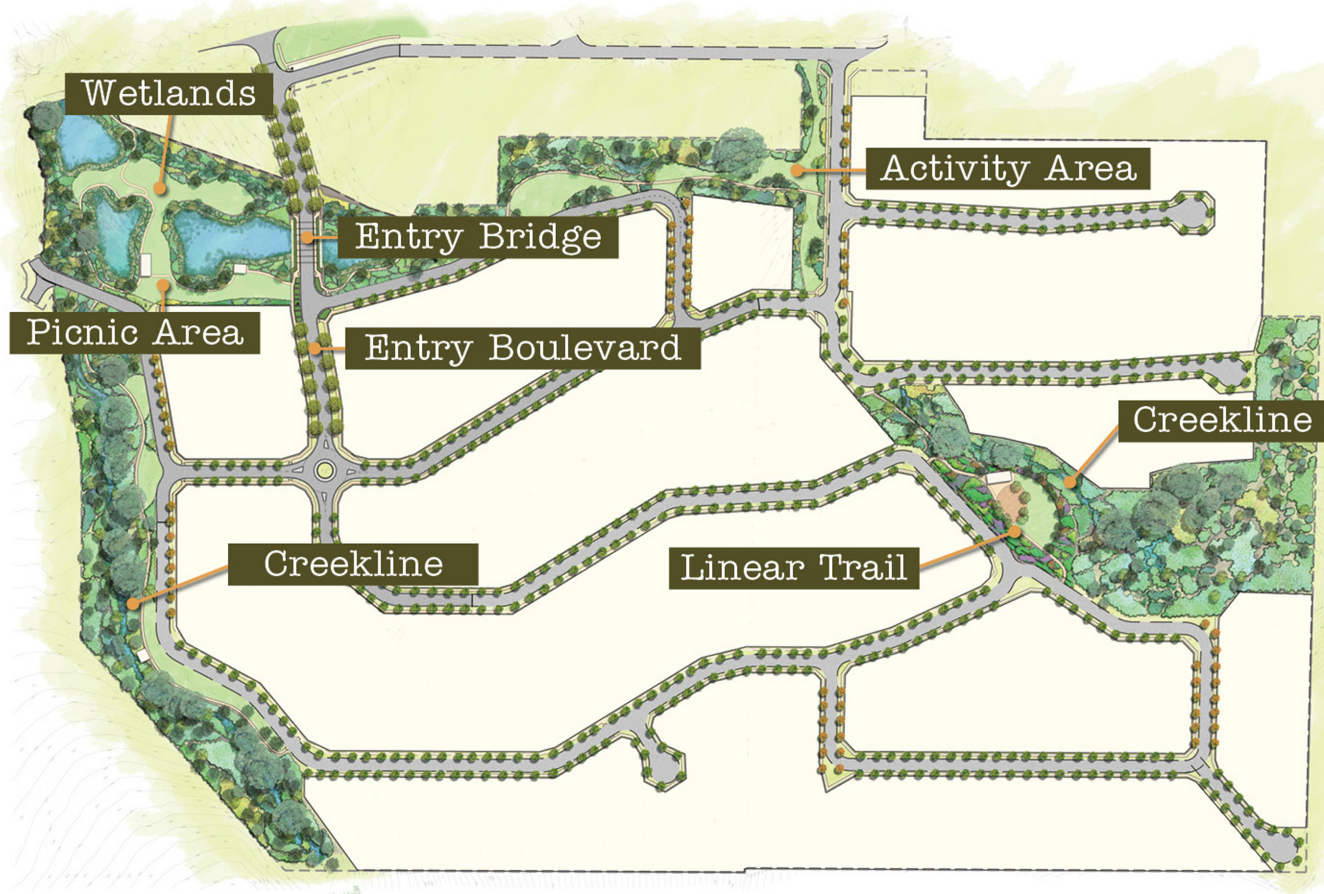 Wetlands
Activity Area
Entry Bridge
Picnic Area
Entry Boulevard
Creekline
Creekline
Linear Trail